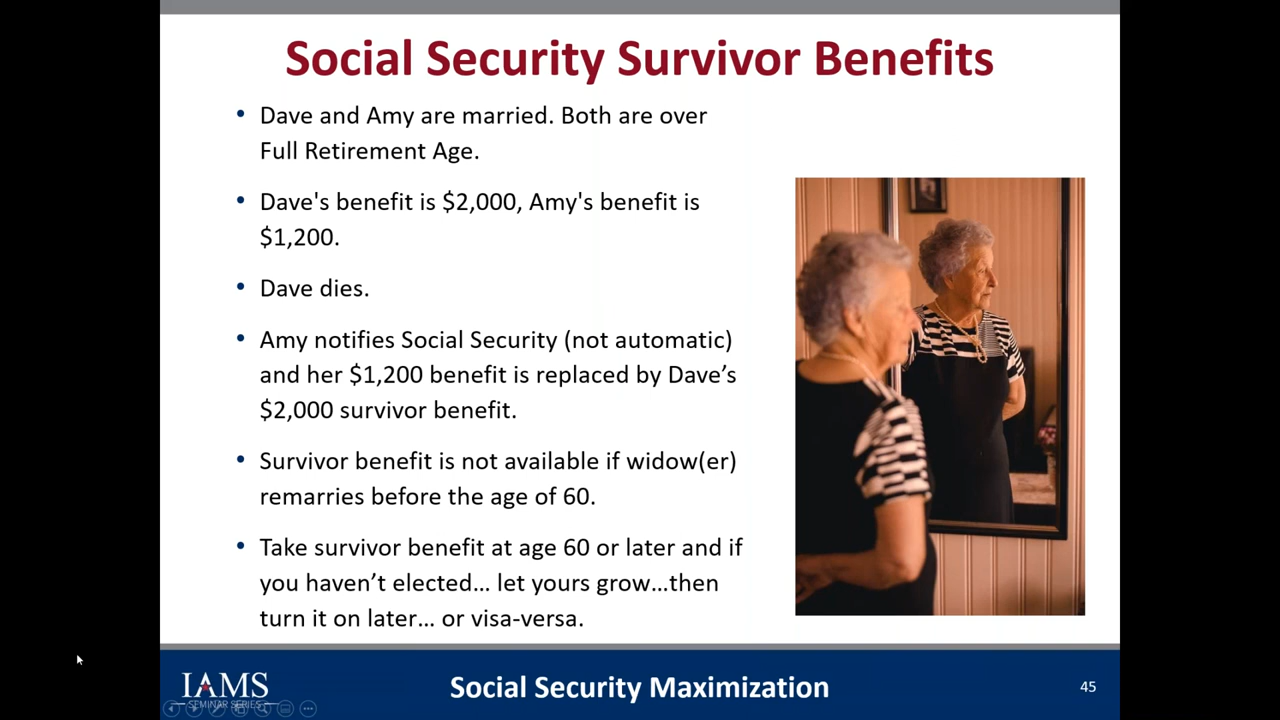 Social Security Survivor Benefits
• Dave and Amy are married. Both are over
Full Retirement Age.
• Dave's benefit is $2,000, Amy's benefit is
$1,200.
• Dave dies.
• Amy notifies Social Security (not automatic)
and her $1,200 benefit is replaced by Dave’s
$2,000 survivor benefit.
• Survivor benefit is not available if widow(er)
remarries before the age of 60.
• Take survivor benefit at age 60 or later and if
you haven’t elected… let yours grow…then
turn it on later… or visa-versa.
IAMS
SEMINAR SERIES
Social Security Maximization
45